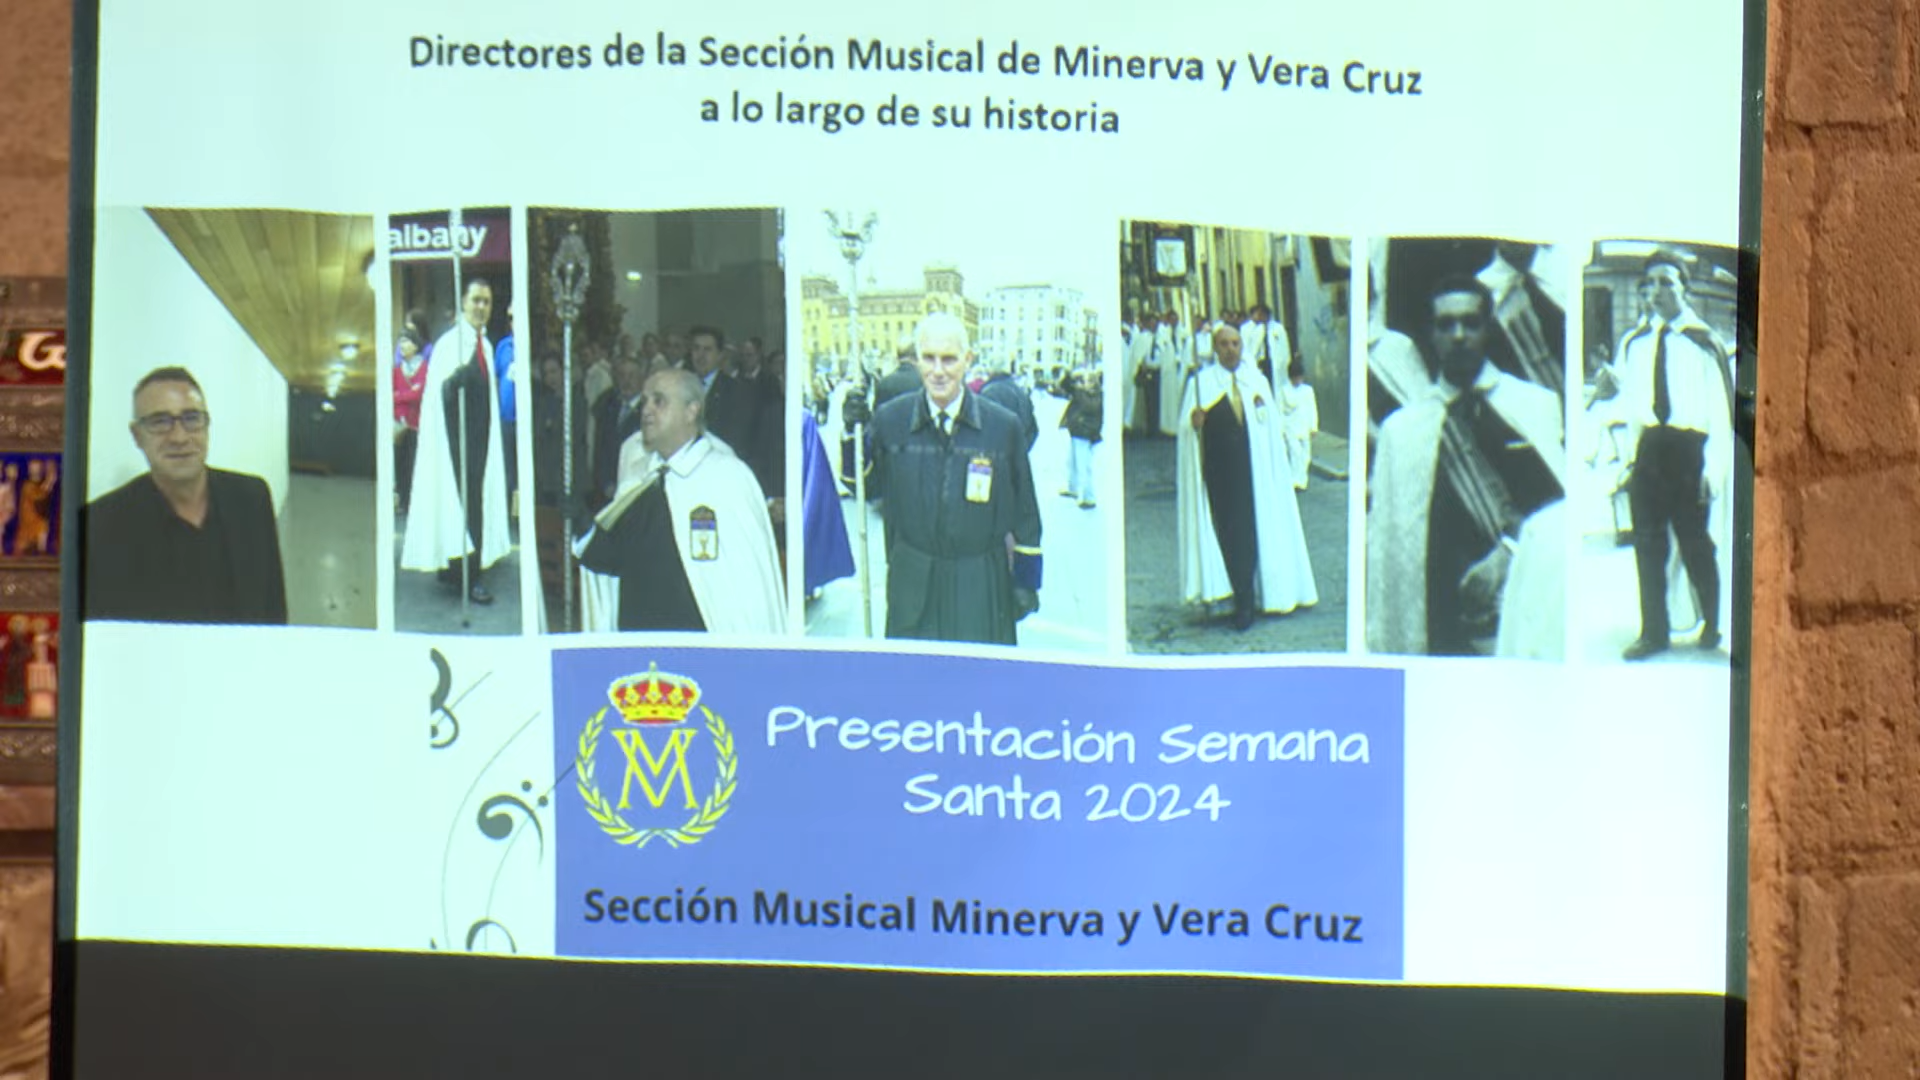 Directores de la Sección Musical de Minerva y Vera Cruz
a lo largo de su historia
albany
Presentación Semana
Santa 2024
Sección Musical Minerva y Vera Cruz